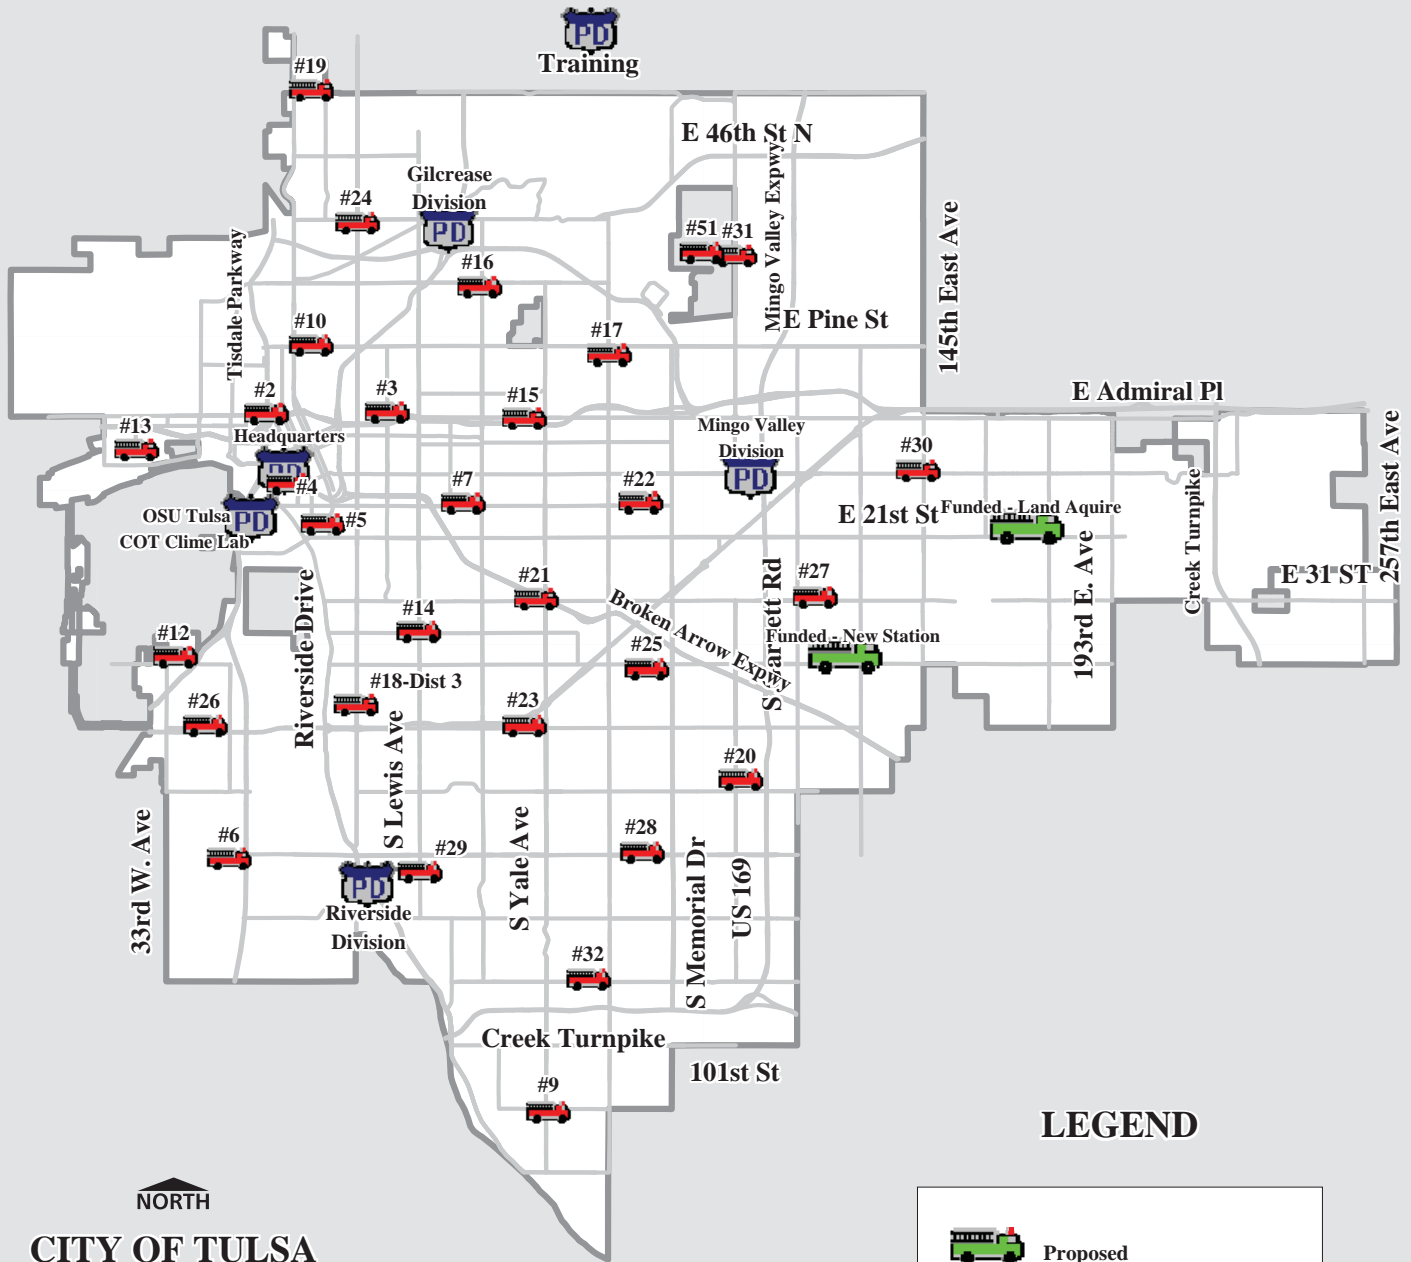 PD
Training
#19
E 46th St N
Gilcrease
Division
PD
#24
Mingo Valley Expwy
#51
#31
145th East Ave
Tisdale Parkway
#16
#10
E Pine St
#17
#2
#3
#15
E Admiral Pl
257th East Ave
#13
Headquarters
PD
#4
Mingo Valley
Division
PD
#30
#7
#22
OSU Tulsa
COT Clime Lab
PD
#5
E 21st St
Funded - Land Aquire
Creek Turnpike
193rd E. Ave
E 31 ST
#21
#27
Riverside Drive
#14
Broken Arrow Expwy
S Garnett Rd
Funded - New Station
#12
#25
#18-Dist 3
#26
#23
S Lewis Ave
#20
33rd W. Ave
#6
#29
S Yale Ave
#28
S Memorial Dr
US 169
PD
Riverside
Division
#32
Creek Turnpike
101st St
#9
LEGEND
NORTH
CITY OF TULSA
Proposed